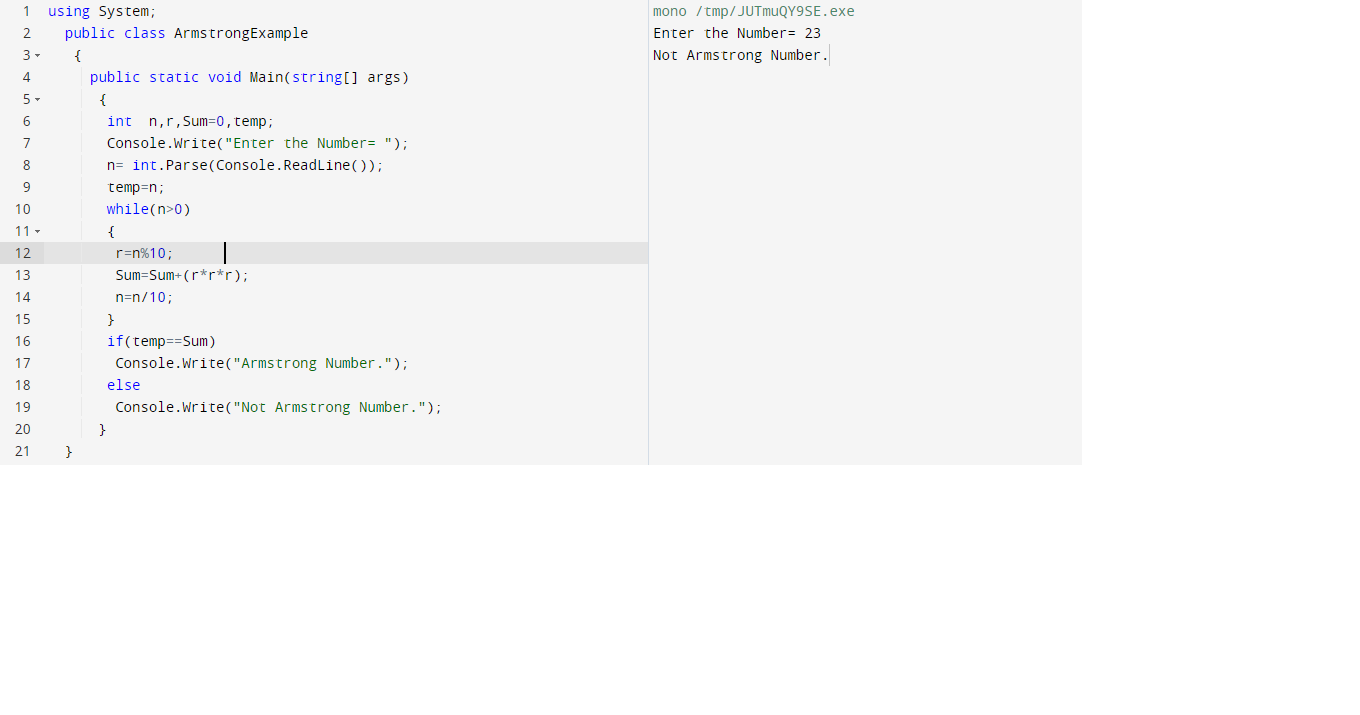 1 using System;
2 public class ArmstrongExample
3 {
4 public static void Main(string[] args)
5 {
6 int  n,r,Sum=0,temp;
7 Console.Write("Enter the Number= ");
8 n= int.Parse(Console.ReadLine());
9 temp=n;
10 while(n>0)
11 {
12 r=n%10;
13 Sum=Sum+(r*r*r);
14 n=n/10;
15 }
16 if(temp==Sum)
17 Console.Write("Armstrong Number.");
18 else
19 Console.Write("Not Armstrong Number.");
20 }
21 }
mono /tmp/JUTmuQY9SE.exe
Enter the Number= 23
Not Armstrong Number.